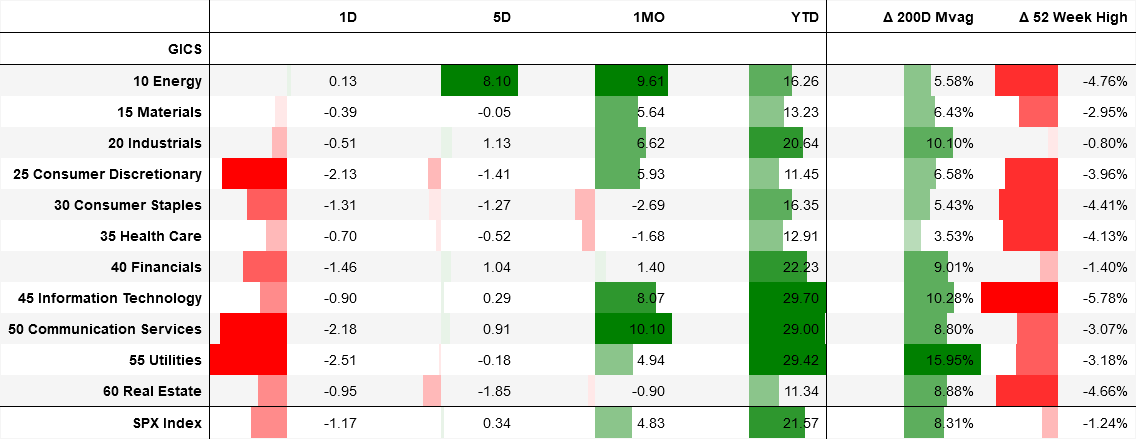 1D 5D 1MO YTD Δ 200D Mvag Δ 52 Week High
GICS
10 Energy 0.13 8.10 9.61 16.26 5.58% -4.76%
15 Materials -0.39 -0.05 5.64 13.23 6.43% -2.95%
20 Industrials -0.51 1.13 6.62 20.64 10.10% -0.80%
25 Consumer Discretionary -2.13 -1.41 5.93 11.45 6.58% -3.96%
30 Consumer Staples -1.31 -1.27 -2.69 16.35 5.43% -4.41%
35 Health Care -0.70 -0.52 -1.68 12.91 3.53% -4.13%
40 Financials -1.46 1.04 1.40 22.23 9.01% -1.40%
45 Information Technology -0.90 0.29 8.07 29.70 10.28% -5.78%
50 Communication Services -2.18 0.91 10.10 29.00 8.80% -3.07%
55 Utilities -2.51 -0.18 4.94 29.42 15.95% -3.18%
60 Real Estate -0.95 -1.85 -0.90 11.34 8.88% -4.66%
SPX Index -1.17 0.34 4.83 21.57 8.31% -1.24%